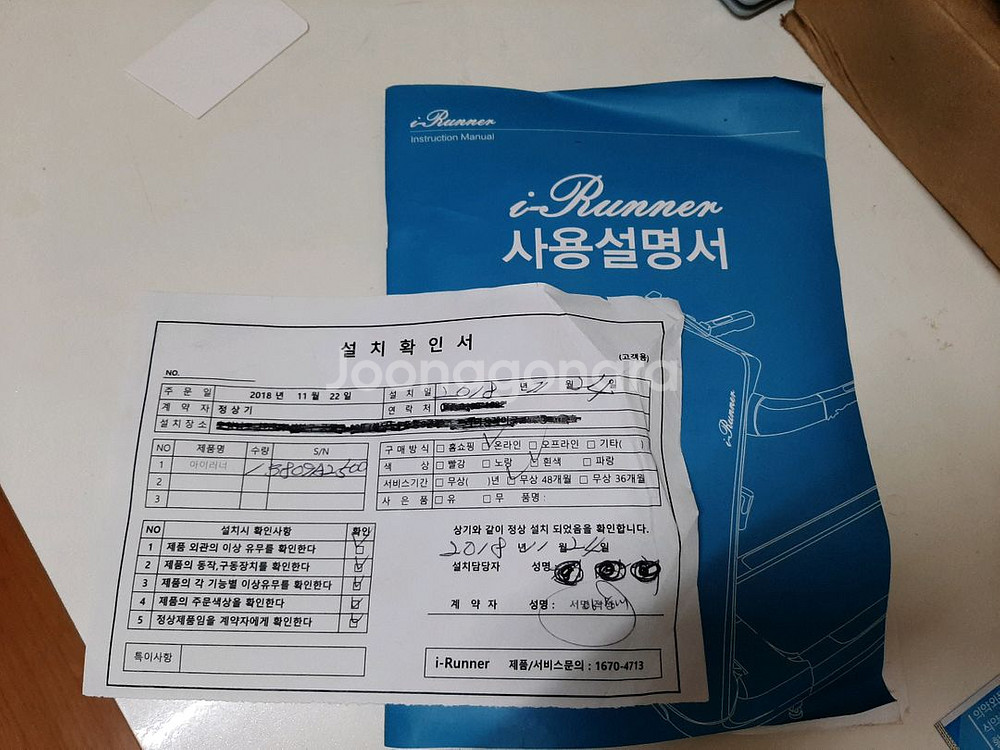 i-Runner
Instruction Manual
i-Runner
사용설명서
i-Runner
Joonggonara
설치확인서
(고객용)
NO.
주문일 2018 년 11 월 22 일 설치일 2018 년 11 월 24일
계약자 정상기 연락처
설치장소
NO 제품명 수량 S/N
1 아이러너 1
2
3
구매방식 □ 홈쇼핑 □ 온라인 □ 오프라인 □ 기타( )
색상 □ 빨강 □ 노랑 □ 흰색 □ 파랑
서비스기간 □ 무상( )년 □ 무상 48개월 □ 무상 36개월
사은품 □ 유 □ 무 품명 :
NO 설치시 확인사항 확인
1 제품 외관의 이상 유무를 확인한다
2 제품의 동작,구동장치를 확인한다
3 제품의 각 기능별 이상유무를 확인한다
4 제품의 주문색상을 확인한다
5 정상제품임을 계약자에게 확인한다
특이사항
상기와 같이 정상 설치 되었음을 확인합니다.
2018 년 11 월 24일
설치담당자 성명
계약자 성명 :
i-Runner 제품/서비스문의 : 1670-4713